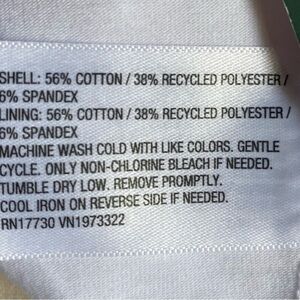 SHELL: 56% COTTON / 38% RECYCLED POLYESTER /
6% SPANDEX
LINING: 56% COTTON / 38% RECYCLED POLYESTER /
6% SPANDEX
MACHINE WASH COLD WITH LIKE COLORS. GENTLE
CYCLE. ONLY NON-CHLORINE BLEACH IF NEEDED.
TUMBLE DRY LOW. REMOVE PROMPTLY.
COOL IRON ON REVERSE SIDE IF NEEDED.
RN17730 VN1973322